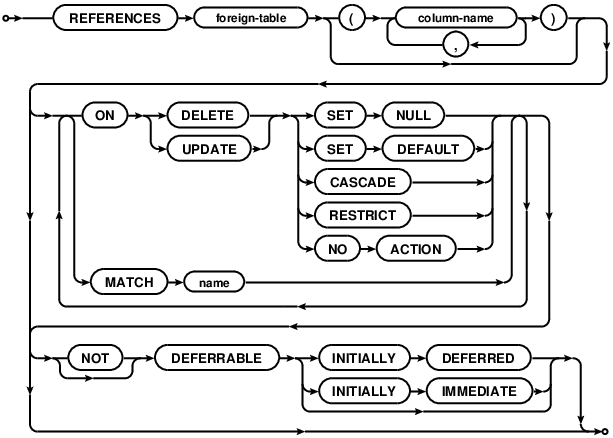 REFERENCES foreign-table ( column-name )
,
ON DELETE SET NULL
UPDATE SET DEFAULT
CASCADE
RESTRICT
NO ACTION
MATCH name
NOT DEFERRABLE INITIALLY DEFERRED
INITIALLY IMMEDIATE